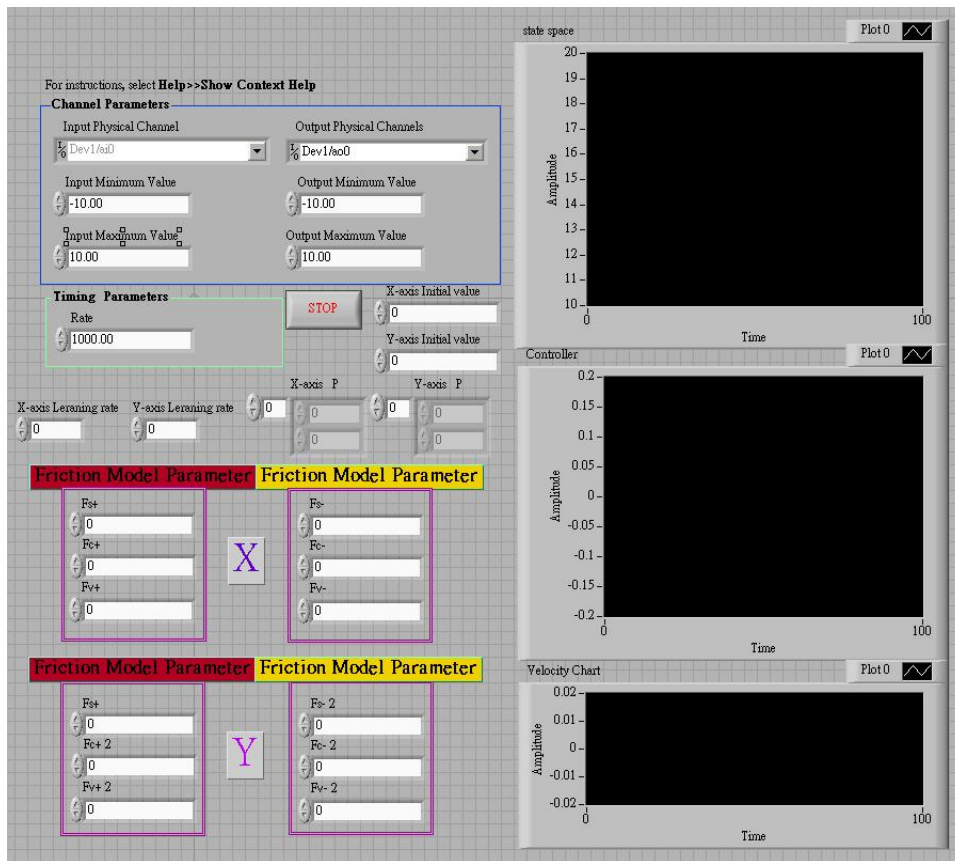 For instructions, select Help>>Show Context Help
Channel Parameters
Input Physical Channel
Dev1/ai0
Output Physical Channels
Dev1/ao0
Input Minimum Value
-10.00
Output Minimum Value
-10.00
Input Maximum Value
10.00
Output Maximum Value
10.00
Timing Parameters
Rate
1000.00
STOP
X-axis Initial value
0
Y-axis Initial value
0
X-axis Leraning rate
0
Y-axis Leraning rate
0
X-axis P
0
0
0
Y-axis P
0
0
0
Friction Model Parameter
Friction Model Parameter
Fs+
0
Fc+
0
Fv+
0
X
Fs-
0
Fc-
0
Fv-
0
Friction Model Parameter
Friction Model Parameter
Fs+
0
Fc+ 2
0
Fv+ 2
0
Y
Fs- 2
0
Fc- 2
0
Fv- 2
0
state space
Plot 0
Amplitude
20
19
18
17
16
15
14
13
12
11
10
0
100
Time
Controller
Plot 0
Amplitude
0.2
0.15
0.1
0.05
0
-0.05
-0.1
-0.15
-0.2
0
100
Time
Velocity Chart
Plot 0
Amplitude
0.02
0.01
0
-0.01
-0.02
0
100
Time